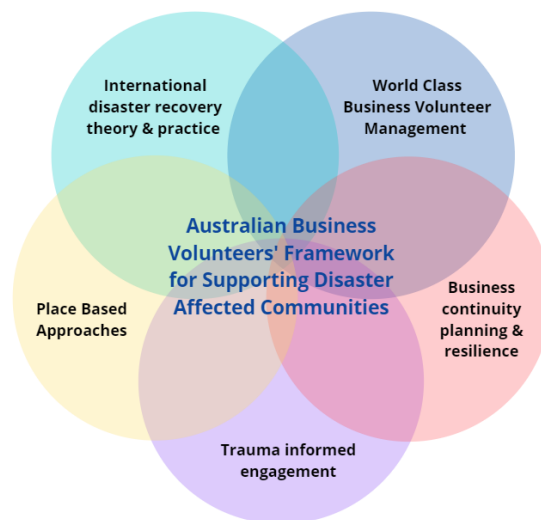 International
disaster recovery
theory & practice
World Class
Business Volunteer
Management
Australian Business
Volunteers' Framework
for Supporting Disaster
Affected Communities
Place Based
Approaches
Business
continuity
planning &
resilience
Trauma informed
engagement